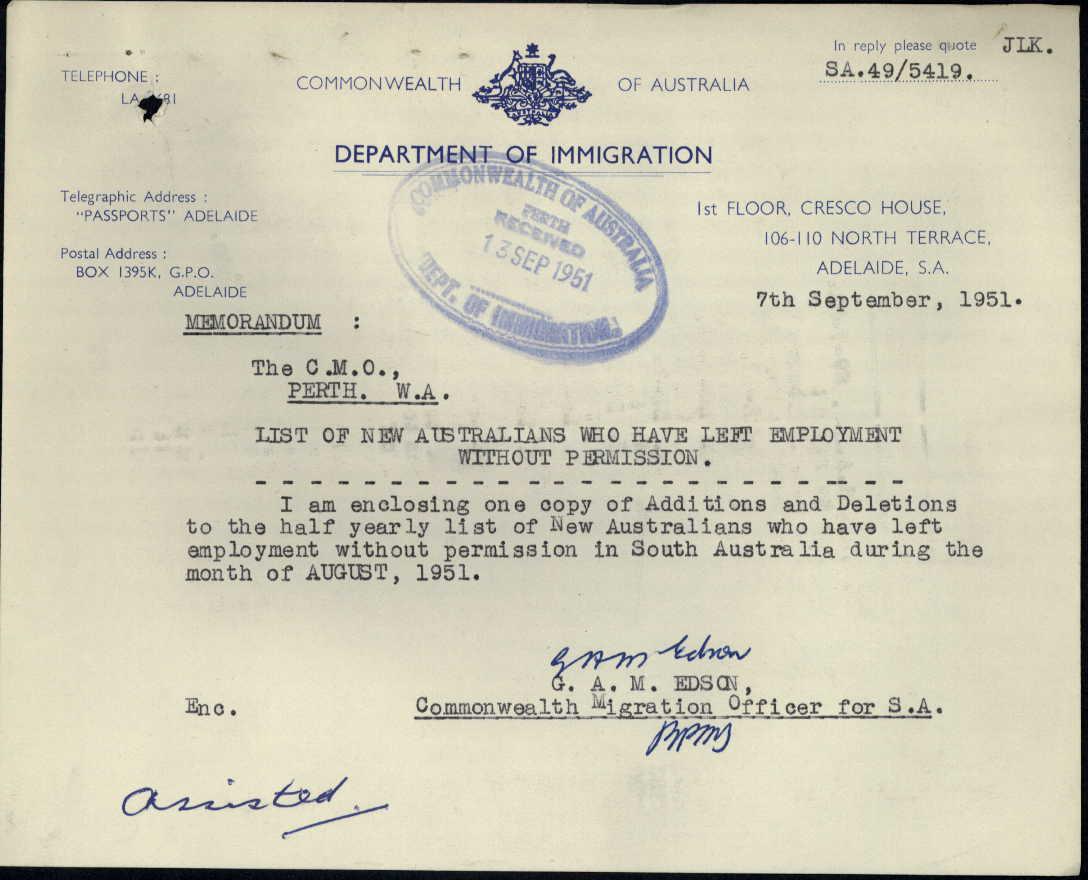 In reply please quote JLK.
SA.49/5419.
TELEPHONE :
COMMONWEALTH OF AUSTRALIA
AUSTRALIA
DEPARTMENT OF IMMIGRATION
COMMONWEALTH OF AUSTRALIA
PERTH
RECEIVED
13 SEP 1951
DEPT. OF IMMIGRATION.
Telegraphic Address :
"PASSPORTS" ADELAIDE
Postal Address :
BOX 1395K, G.P.O.
ADELAIDE
1st FLOOR, CRESCO HOUSE,
106-110 NORTH TERRACE,
ADELAIDE, S.A.
7th September, 1951.
MEMORANDUM :
The C.M.O.,
PERTH. W.A.
LIST OF NEW AUSTRALIANS WHO HAVE LEFT EMPLOYMENT
WITHOUT PERMISSION.
- - - - - - - - - - - - - - - - - - - - - - - - -
I am enclosing one copy of Additions and Deletions
to the half yearly list of New Australians who have left
employment without permission in South Australia during the
month of AUGUST, 1951.
G A M Edson
G. A. M. EDSON,
Enc.
Commonwealth Migration Officer for S.A.
Assisted.